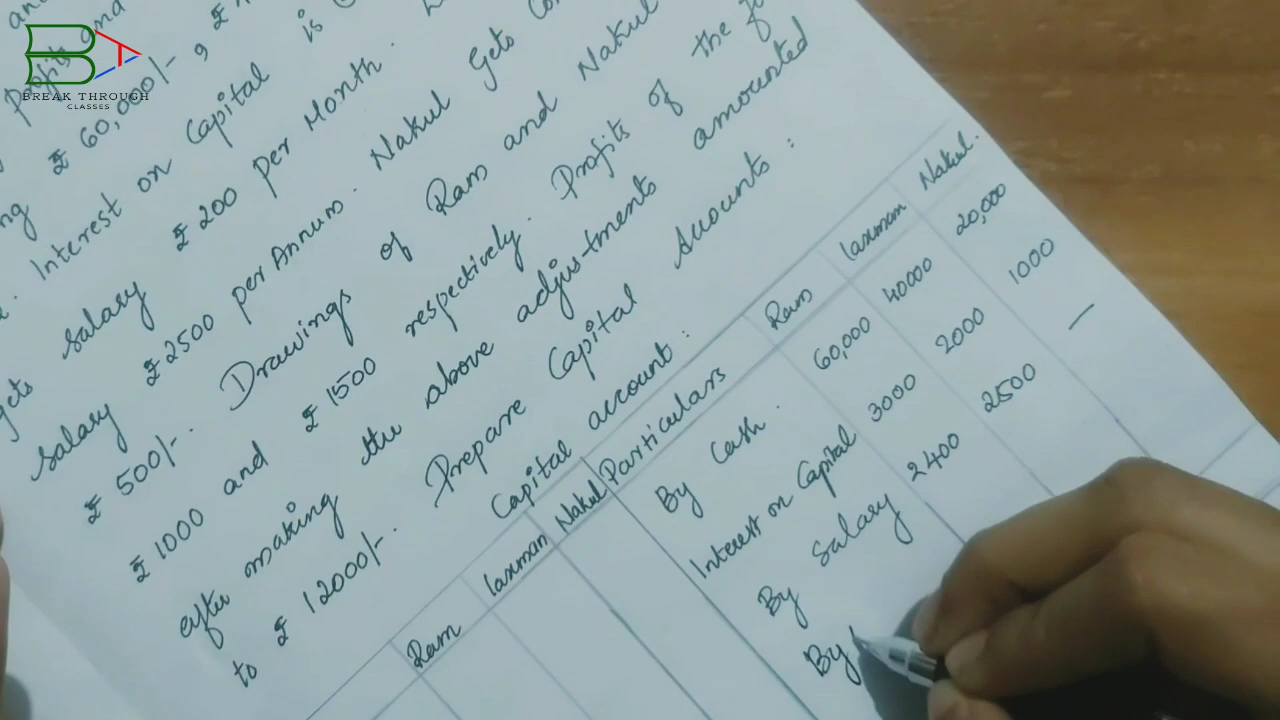 BREAK THROUGH
CLASSES
Profits and
₹ 60,000/- , ₹
Interest on Capital is
gets salary ₹ 200 per Month.
salary ₹ 2500 per Annum. Nakul gets
₹ 500/-. Drawings of Ram and Nakul
₹ 1000 and ₹ 1500 respectively. Profits of the
after making the above adjustments amounted
to ₹ 12000/-. Prepare Capital Accounts:
Capital account:
Ram laxman Nakul Particulars Ram laxman Nakul.
By Cash. 60,000 40000 20,000
Interest on Capital 3000 2000 1000
By Salary 2400 2500 —
By